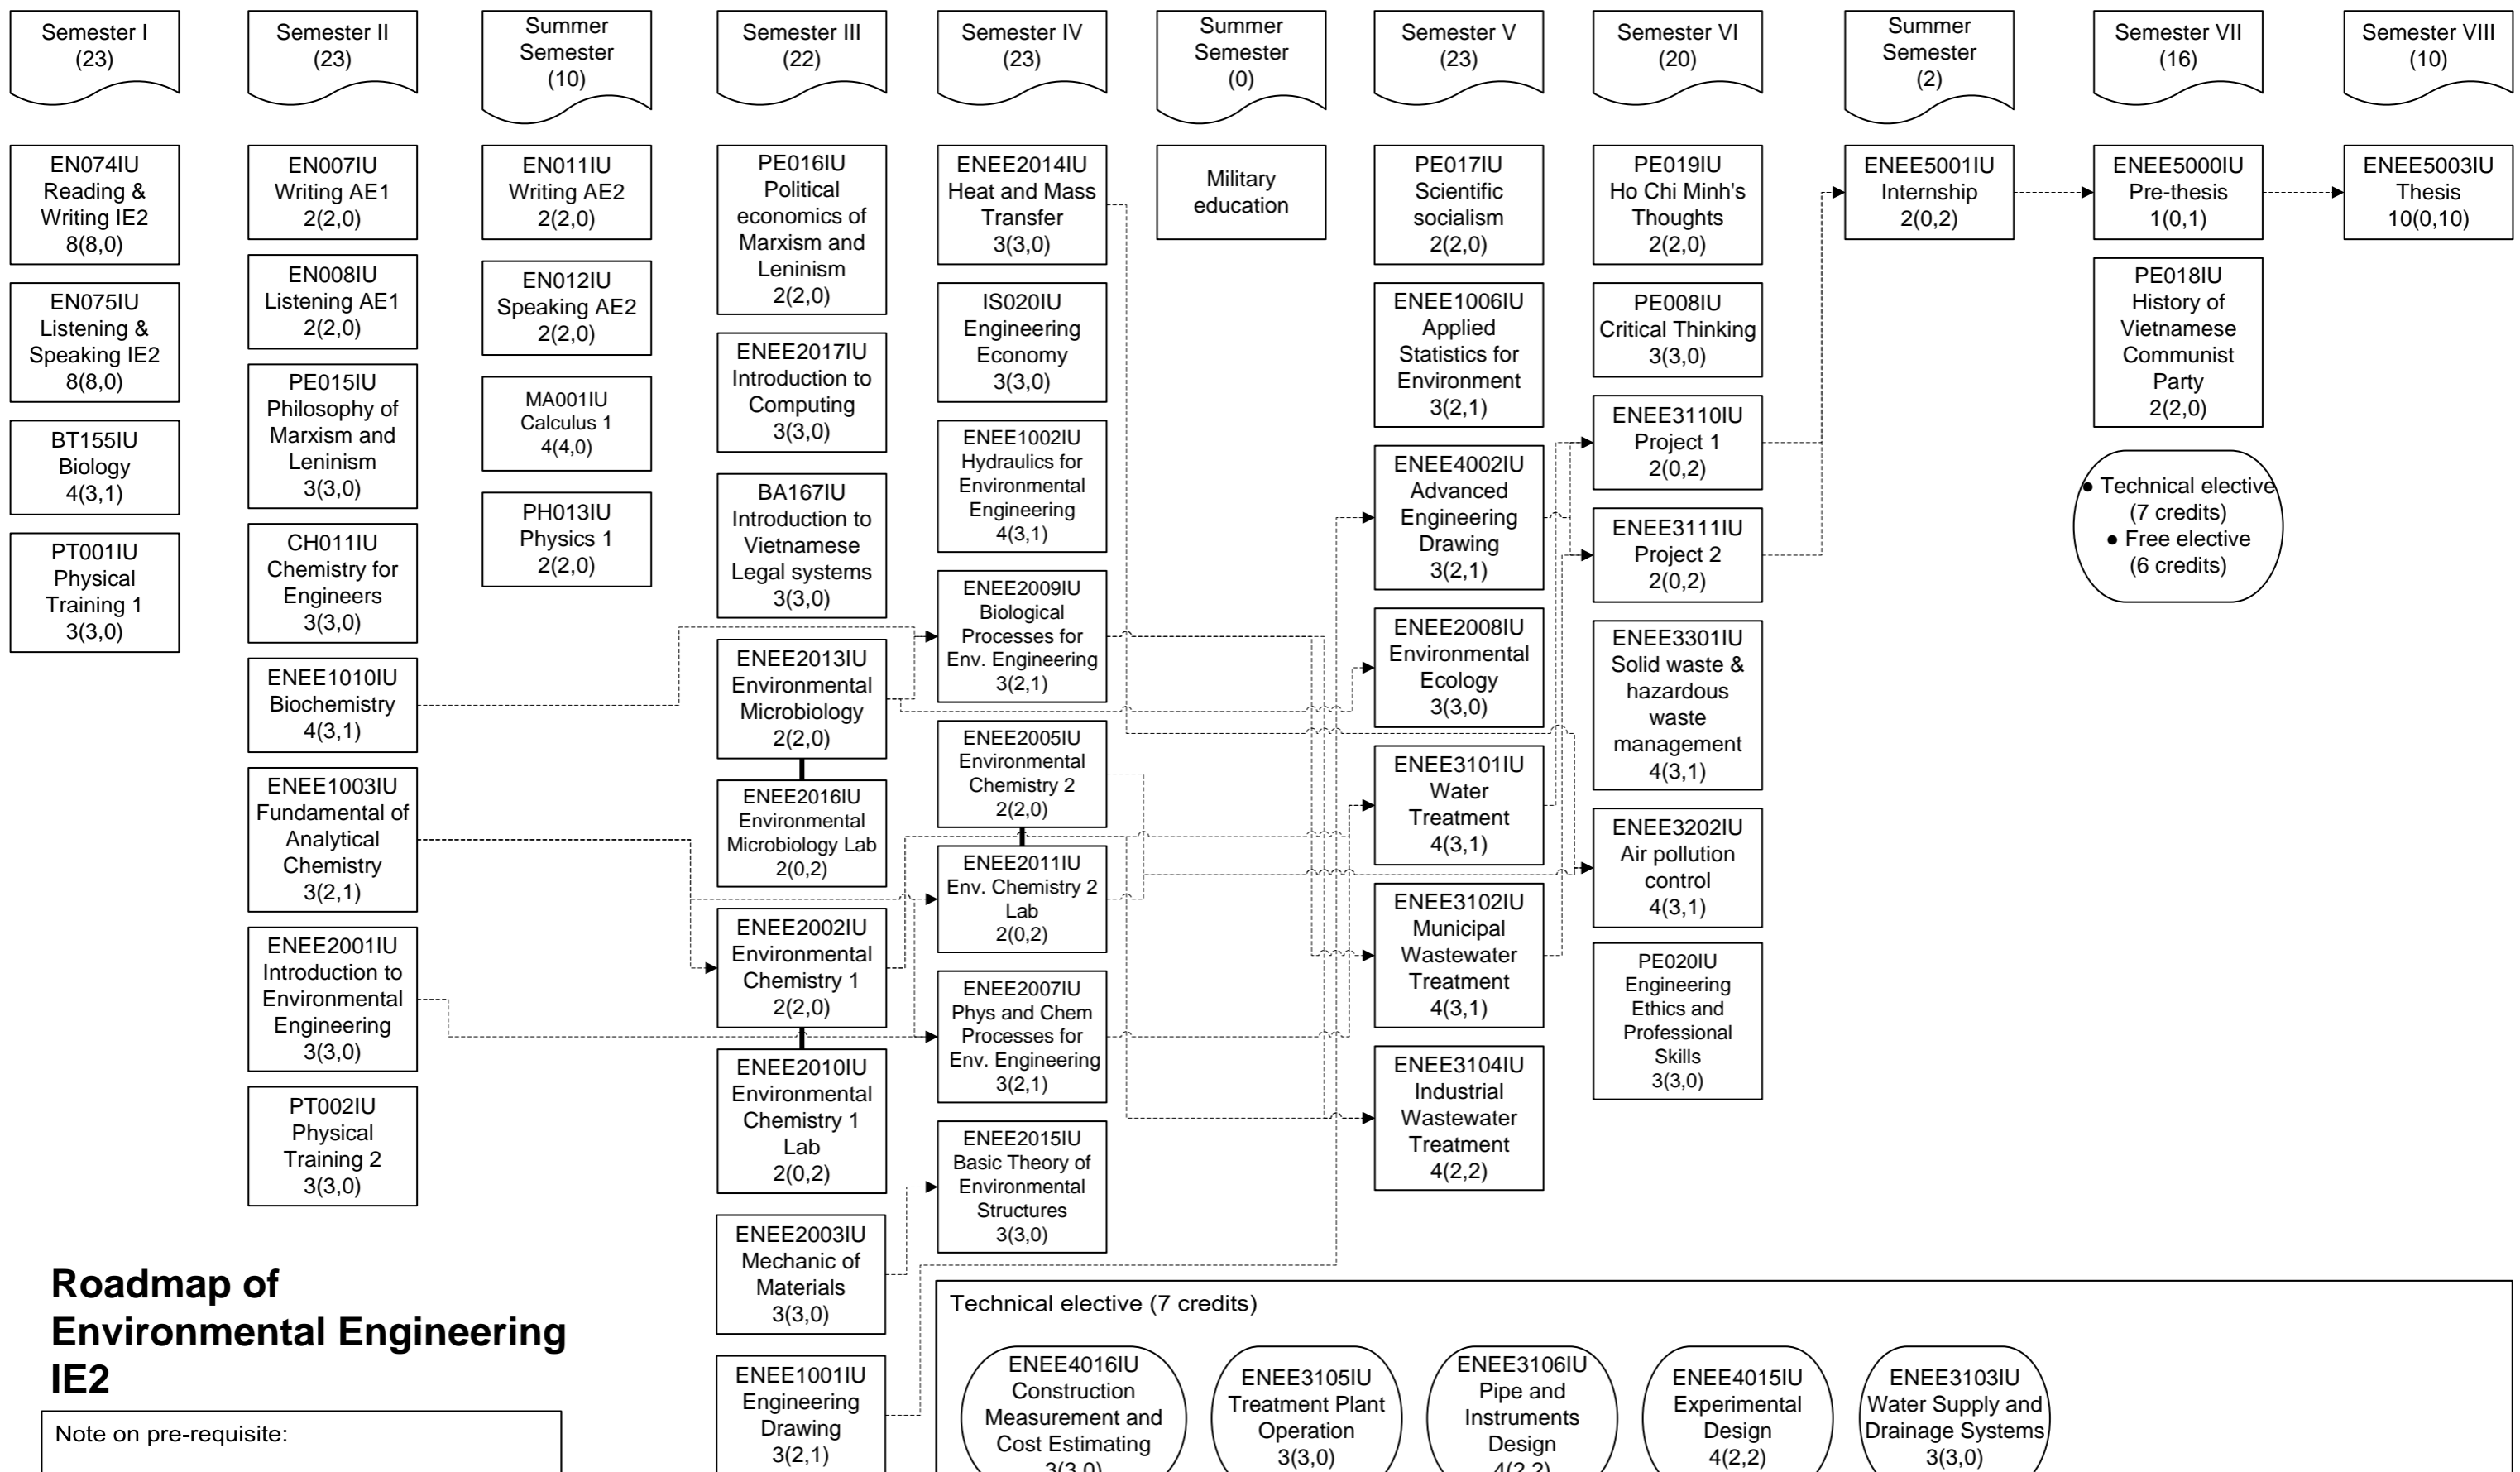 Semester I
(23)
Semester II
(23)
Summer
Semester
(10)
Semester III
(22)
Semester IV
(23)
Summer
Semester
(0)
Semester V
(23)
Semester VI
(20)
Summer
Semester
(2)
Semester VII
(16)
Semester VIII
(10)
EN074IU
Reading &
Writing IE2
8(8,0)
EN075IU
Listening &
Speaking IE2
8(8,0)
BT155IU
Biology
4(3,1)
PT001IU
Physical
Training 1
3(3,0)
EN007IU
Writing AE1
2(2,0)
EN008IU
Listening AE1
2(2,0)
PE015IU
Philosophy of
Marxism and
Leninism
3(3,0)
CH011IU
Chemistry for
Engineers
3(3,0)
ENEE1010IU
Biochemistry
4(3,1)
ENEE1003IU
Fundamental of
Analytical
Chemistry
3(2,1)
ENEE2001IU
Introduction to
Environmental
Engineering
3(3,0)
PT002IU
Physical
Training 2
3(3,0)
EN011IU
Writing AE2
2(2,0)
EN012IU
Speaking AE2
2(2,0)
MA001IU
Calculus 1
4(4,0)
PH013IU
Physics 1
2(2,0)
PE016IU
Political
economics of
Marxism and
Leninism
2(2,0)
ENEE2017IU
Introduction to
Computing
3(3,0)
BA167IU
Introduction to
Vietnamese
Legal systems
3(3,0)
ENEE2013IU
Environmental
Microbiology
2(2,0)
ENEE2016IU
Environmental
Microbiology Lab
2(0,2)
ENEE2002IU
Environmental
Chemistry 1
2(2,0)
ENEE2010IU
Environmental
Chemistry 1
Lab
2(0,2)
ENEE2003IU
Mechanic of
Materials
3(3,0)
ENEE1001IU
Engineering
Drawing
3(2,1)
ENEE2014IU
Heat and Mass
Transfer
3(3,0)
IS020IU
Engineering
Economy
3(3,0)
ENEE1002IU
Hydraulics for
Environmental
Engineering
4(3,1)
ENEE2009IU
Biological
Processes for
Env. Engineering
3(2,1)
ENEE2005IU
Environmental
Chemistry 2
2(2,0)
ENEE2011IU
Env. Chemistry 2
Lab
2(0,2)
ENEE2007IU
Phys and Chem
Processes for
Env. Engineering
3(2,1)
ENEE2015IU
Basic Theory of
Environmental
Structures
3(3,0)
Military
education
PE017IU
Scientific
socialism
2(2,0)
ENEE1006IU
Applied
Statistics for
Environment
3(2,1)
ENEE4002IU
Advanced
Engineering
Drawing
3(2,1)
ENEE2008IU
Environmental
Ecology
3(3,0)
ENEE3101IU
Water
Treatment
4(3,1)
ENEE3102IU
Municipal
Wastewater
Treatment
4(3,1)
ENEE3104IU
Industrial
Wastewater
Treatment
4(2,2)
PE019IU
Ho Chi Minh's
Thoughts
2(2,0)
PE008IU
Critical Thinking
3(3,0)
ENEE3110IU
Project 1
2(0,2)
ENEE3111IU
Project 2
2(0,2)
ENEE3301IU
Solid waste &
hazardous
waste
management
4(3,1)
ENEE3202IU
Air pollution
control
4(3,1)
PE020IU
Engineering
Ethics and
Professional
Skills
3(3,0)
ENEE5001IU
Internship
2(0,2)
ENEE5000IU
Pre-thesis
1(0,1)
PE018IU
History of
Vietnamese
Communist
Party
2(2,0)
● Technical elective
(7 credits)
● Free elective
(6 credits)
ENEE5003IU
Thesis
10(0,10)
Roadmap of
Environmental Engineering
IE2
Note on pre-requisite:
Technical elective (7 credits)
ENEE4016IU
Construction
Measurement and
Cost Estimating
3(3,0)
ENEE3105IU
Treatment Plant
Operation
3(3,0)
ENEE3106IU
Pipe and
Instruments
Design
4(2,2)
ENEE4015IU
Experimental
Design
4(2,2)
ENEE3103IU
Water Supply and
Drainage Systems
3(3,0)